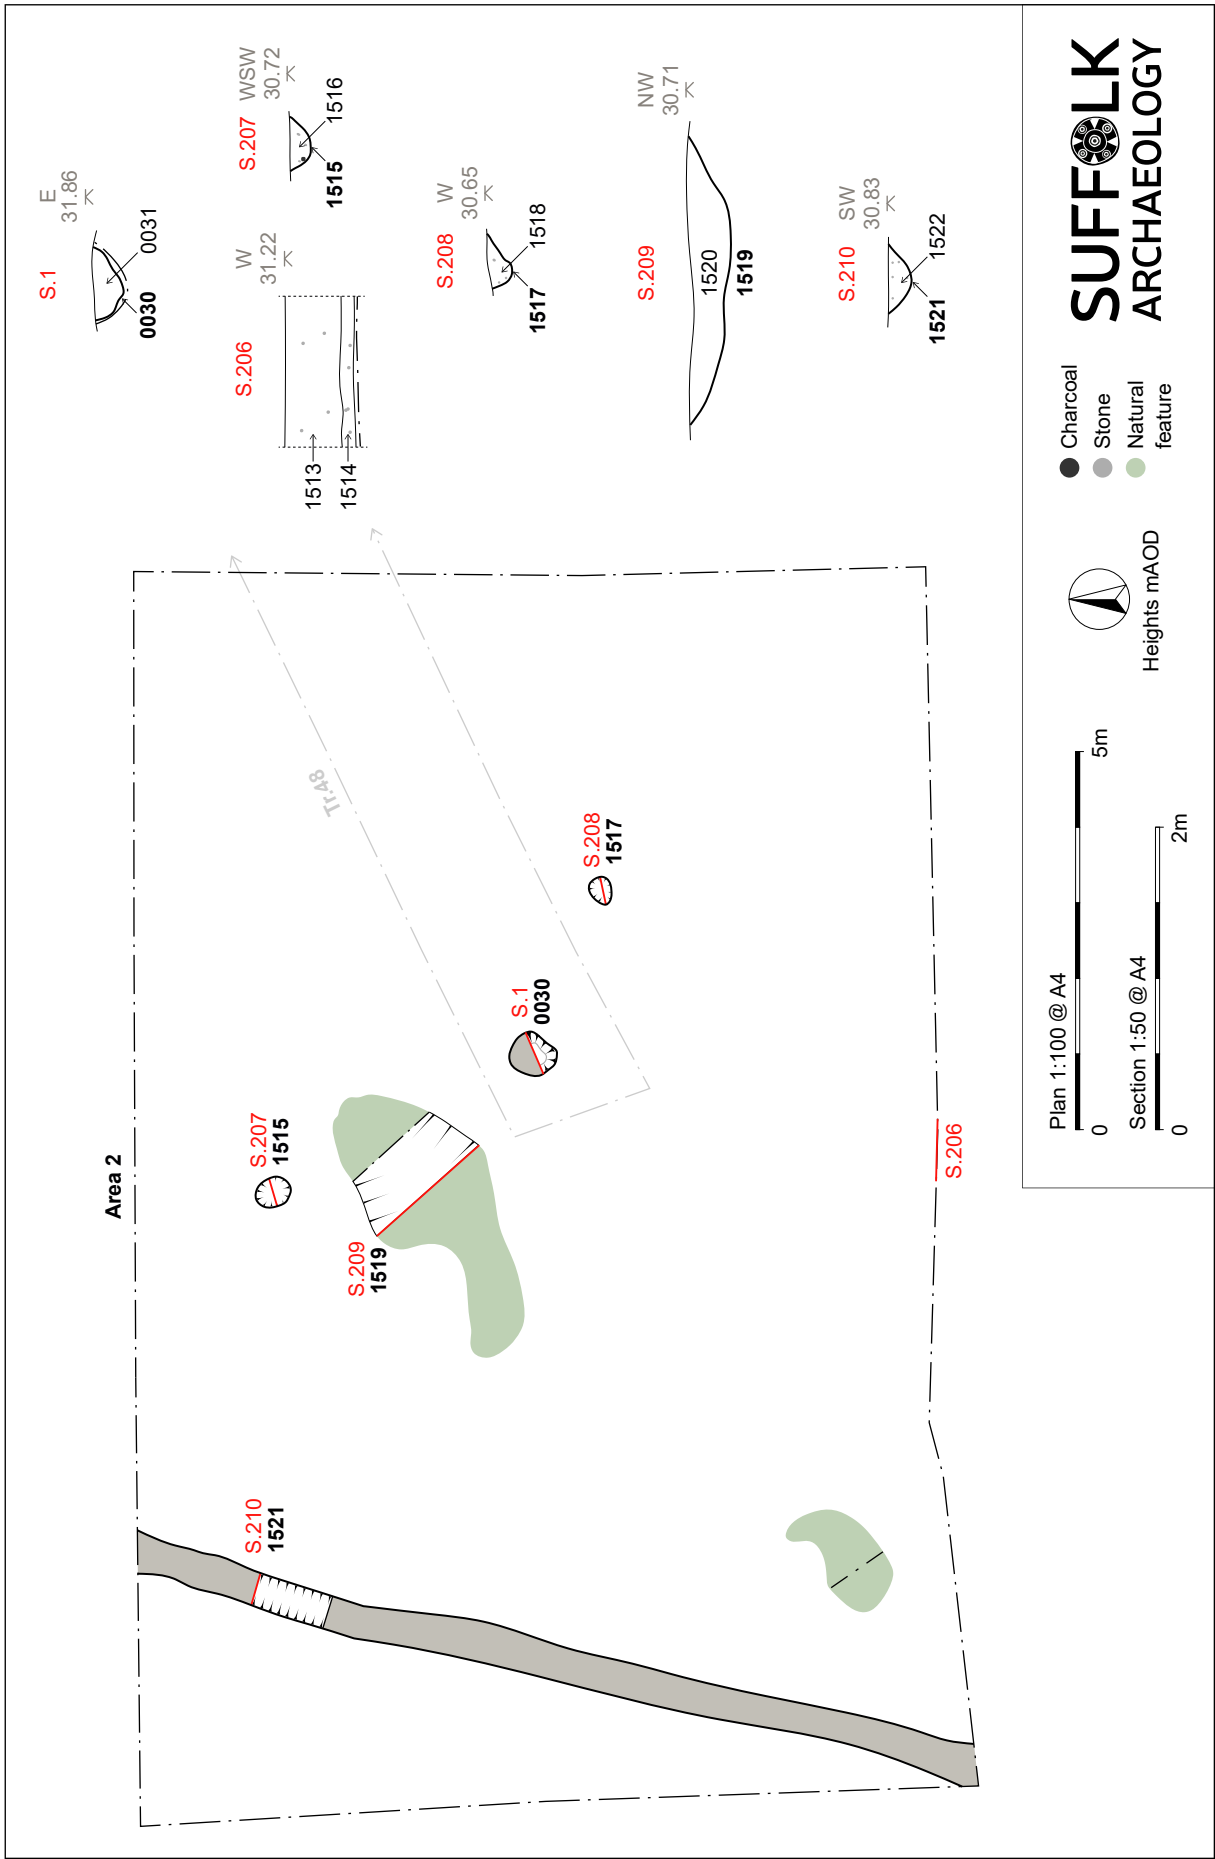 Area 2
Tr.48
S.210
1521
S.207
1515
S.209
1519
S.1
0030
S.208
1517
S.206
S.1
E
31.86
0031
0030
S.206
W
31.22
1513
1514
S.207
WSW
30.72
1516
1515
S.208
W
30.65
1518
1517
S.209
NW
30.71
1520
1519
S.210
SW
30.83
1522
1521
Plan 1:100 @ A4
0
5m
Section 1:50 @ A4
0
2m
Heights mAOD
Charcoal
Stone
Natural
feature
SUFFOLK
ARCHAEOLOGY